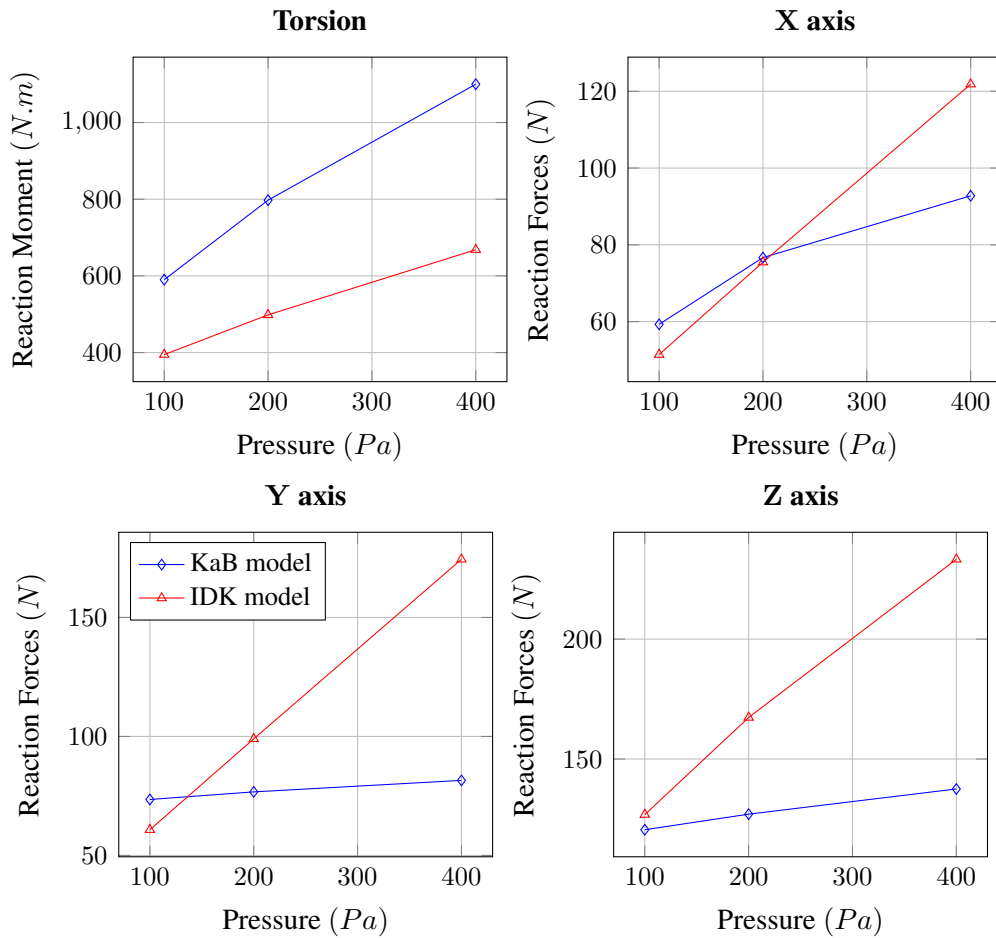 Torsion
Reaction Moment (N.m)
1,000
800
600
400
100 200 300 400
Pressure (Pa)
X axis
Reaction Forces (N)
120
100
80
60
100 200 300 400
Pressure (Pa)
Y axis
Reaction Forces (N)
KaB model
IDK model
150
100
50
100 200 300 400
Pressure (Pa)
Z axis
Reaction Forces (N)
200
150
100 200 300 400
Pressure (Pa)